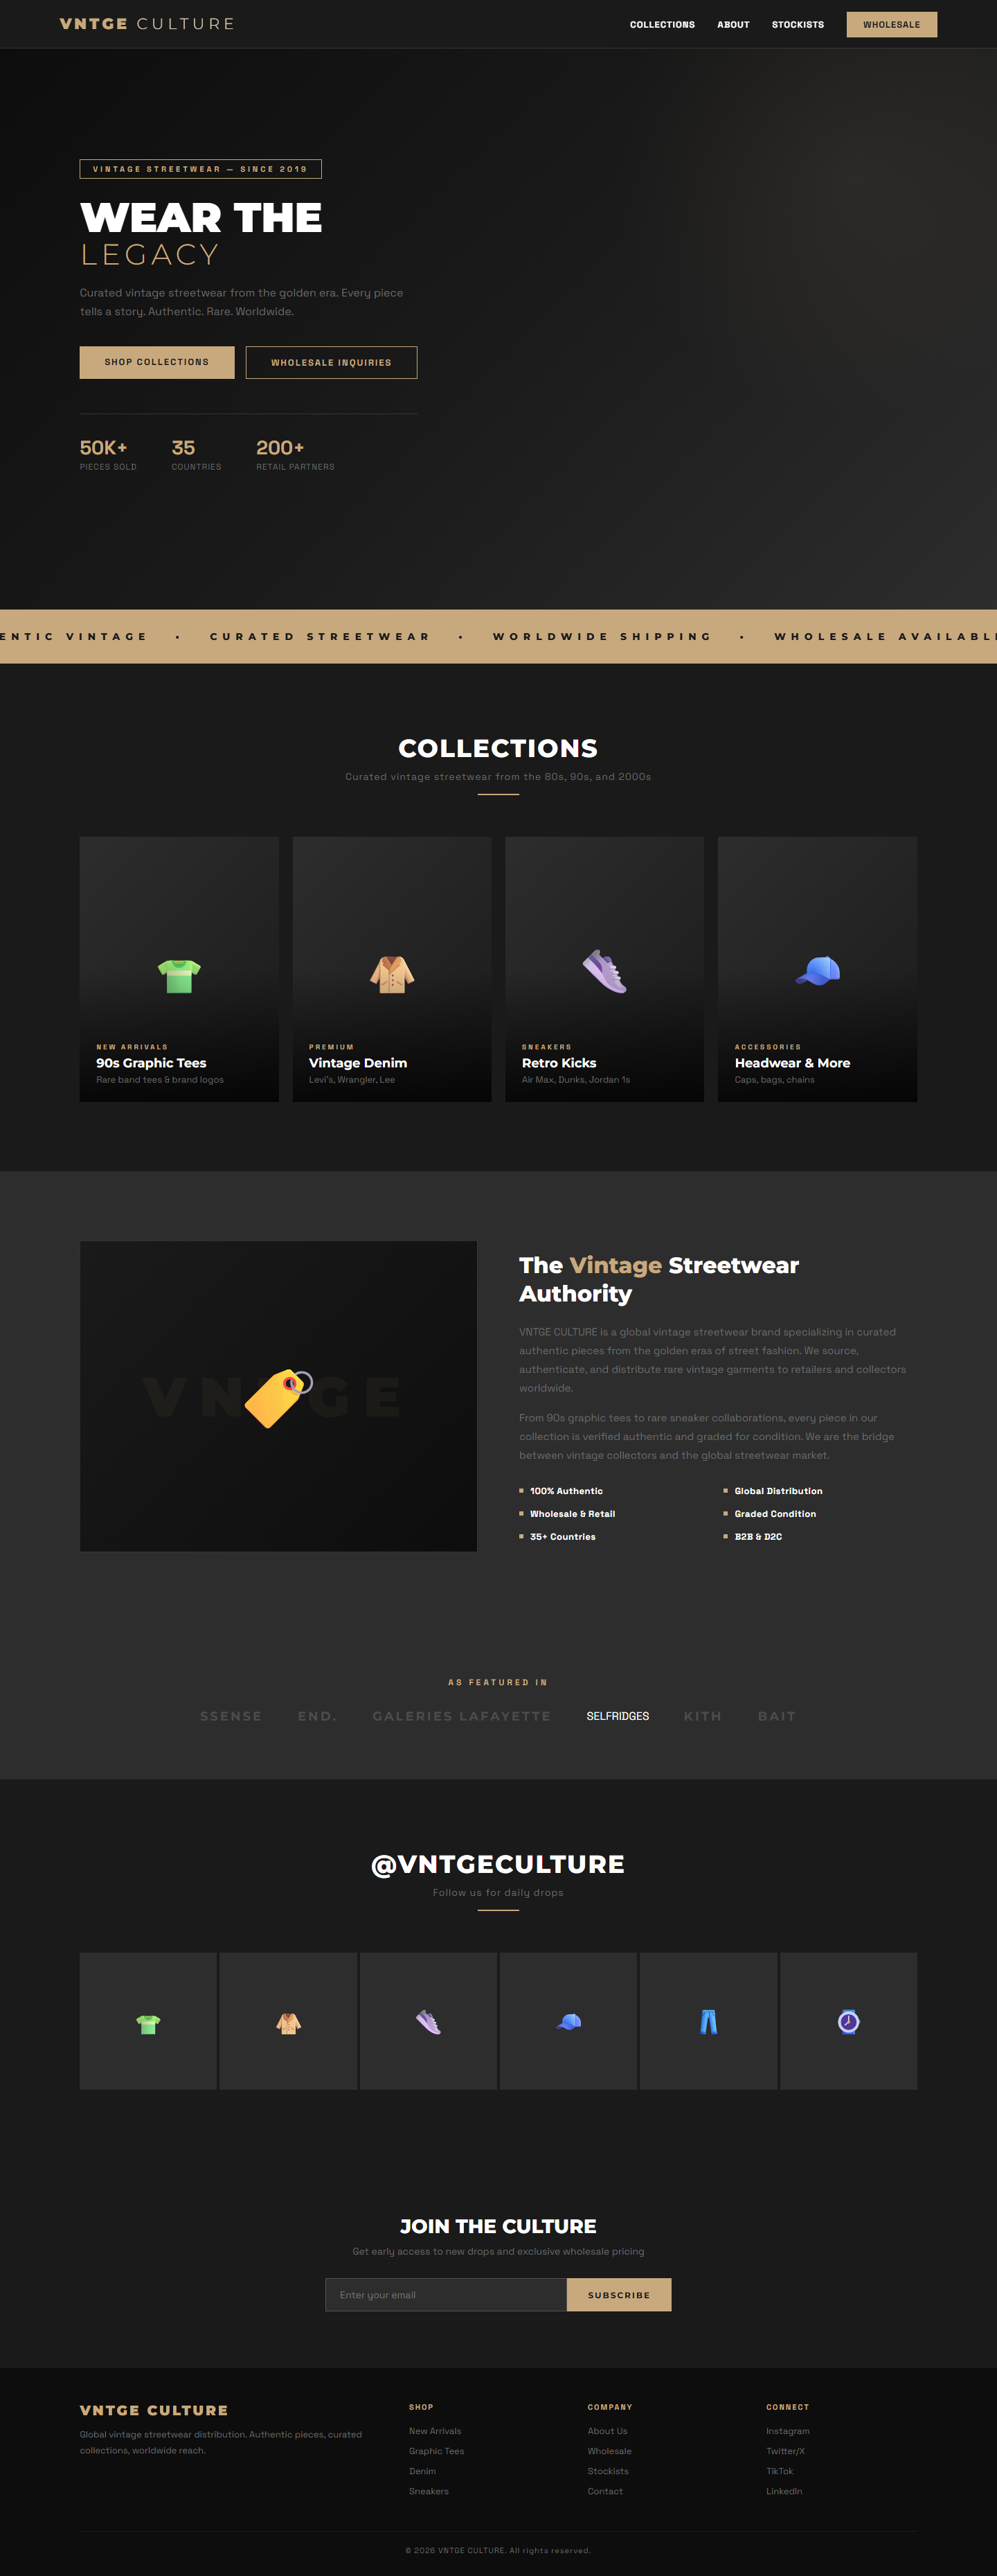 VNTGE CULTURE
COLLECTIONS
ABOUT
STOCKISTS
WHOLESALE
VINTAGE STREETWEAR — SINCE 2019
WEAR THE
LEGACY
Curated vintage streetwear from the golden era. Every piece
tells a story. Authentic. Rare. Worldwide.
SHOP COLLECTIONS
WHOLESALE INQUIRIES
50K+
PIECES SOLD
35
COUNTRIES
200+
RETAIL PARTNERS
ENTIC VINTAGE • CURATED STREETWEAR • WORLDWIDE SHIPPING • WHOLESALE AVAILABLE
COLLECTIONS
Curated vintage streetwear from the 80s, 90s, and 2000s
NEW ARRIVALS
90s Graphic Tees
Rare band tees & brand logos
PREMIUM
Vintage Denim
Levi's, Wrangler, Lee
SNEAKERS
Retro Kicks
Air Max, Dunks, Jordan 1s
ACCESSORIES
Headwear & More
Caps, bags, chains
VNTGE
The Vintage Streetwear
Authority
VNTGE CULTURE is a global vintage streetwear brand specializing in curated
authentic pieces from the golden eras of street fashion. We source,
authenticate, and distribute rare vintage garments to retailers and collectors
worldwide.
From 90s graphic tees to rare sneaker collaborations, every piece in our
collection is verified authentic and graded for condition. We are the bridge
between vintage collectors and the global streetwear market.
100% Authentic
Global Distribution
Wholesale & Retail
Graded Condition
35+ Countries
B2B & D2C
AS FEATURED IN
SSENSE
END.
GALERIES LAFAYETTE
SELFRIDGES
KITH
BAIT
@VNTGECULTURE
Follow us for daily drops
JOIN THE CULTURE
Get early access to new drops and exclusive wholesale pricing
Enter your email
SUBSCRIBE
VNTGE CULTURE
Global vintage streetwear distribution. Authentic pieces, curated
collections, worldwide reach.
SHOP
New Arrivals
Graphic Tees
Denim
Sneakers
COMPANY
About Us
Wholesale
Stockists
Contact
CONNECT
Instagram
Twitter/X
TikTok
LinkedIn
© 2026 VNTGE CULTURE. All rights reserved.